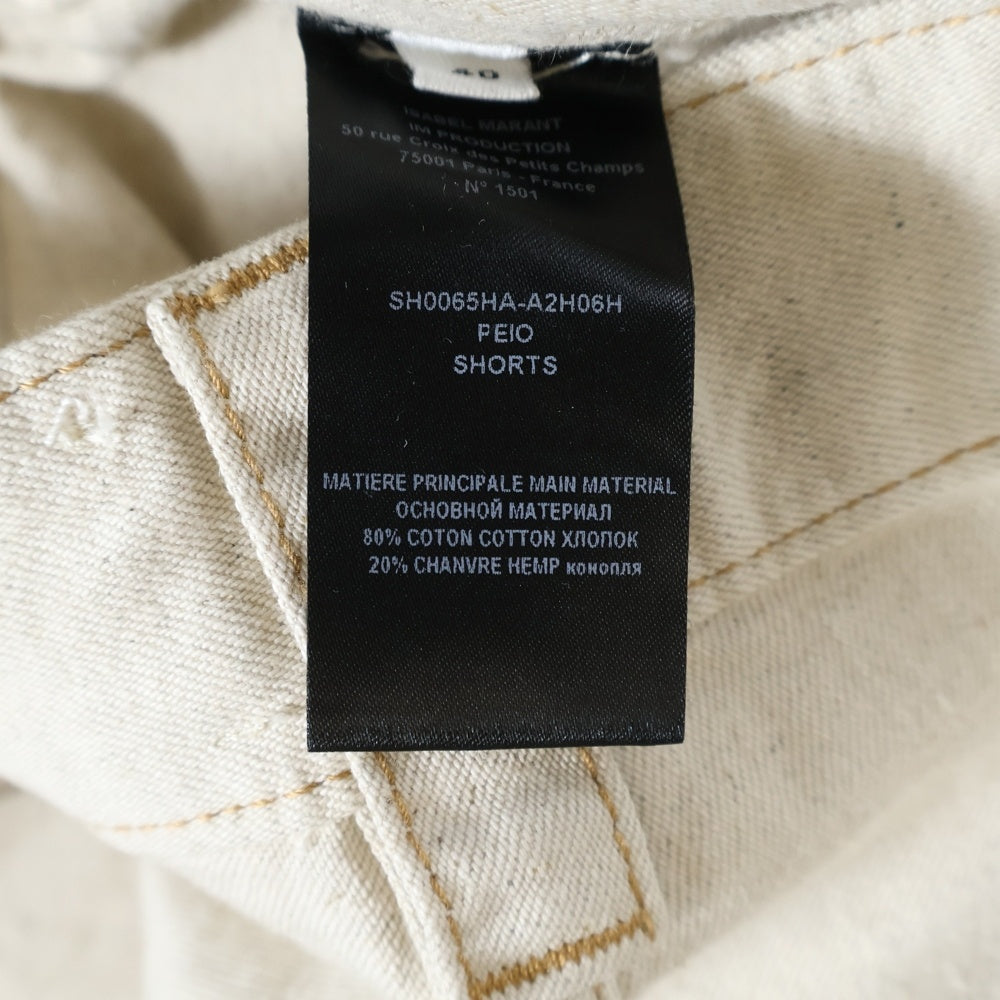 40
ISABEL MARANT
IM PRODUCTION
50 rue Croix des Petits Champs
75001 Paris - France
N° 1501
SH0065HA-A2H06H
PEIO
SHORTS
MATIERE PRINCIPALE MAIN MATERIAL
ОСНОВНОЙ МАТЕРИАЛ
80% COTON COTTON ХЛОПОК
20% CHANVRE HEMP конопля